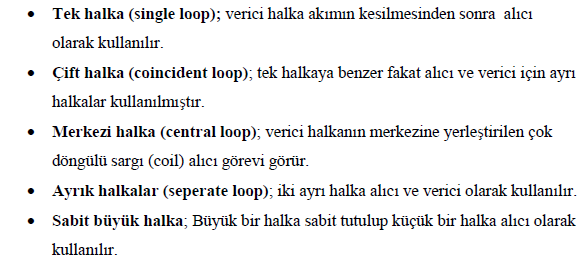 • Tek halka (single loop); verici halka akımın kesilmesinden sonra alıcı
olarak kullanılır.
• Çift halka (coincident loop); tek halkaya benzer fakat alıcı ve verici için ayrı
halkalar kullanılmıştır.
• Merkezi halka (central loop); verici halkanın merkezine yerleştirilen çok
döngülü sargı (coil) alıcı görevi görür.
• Ayrık halkalar (seperate loop); iki ayrı halka alıcı ve verici olarak kullanılır.
• Sabit büyük halka; Büyük bir halka sabit tutulup küçük bir halka alıcı olarak
kullanılır.